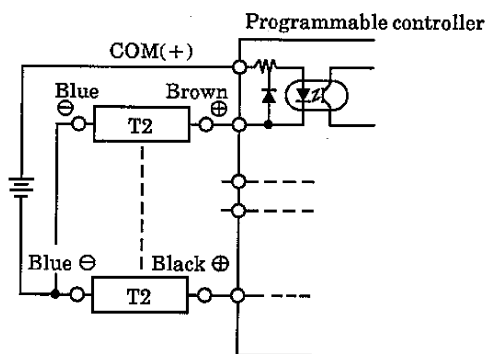 Programmable controller
COM(+)
Blue ⊖ Brown ⊕
T2
Blue ⊖ Black ⊕
T2